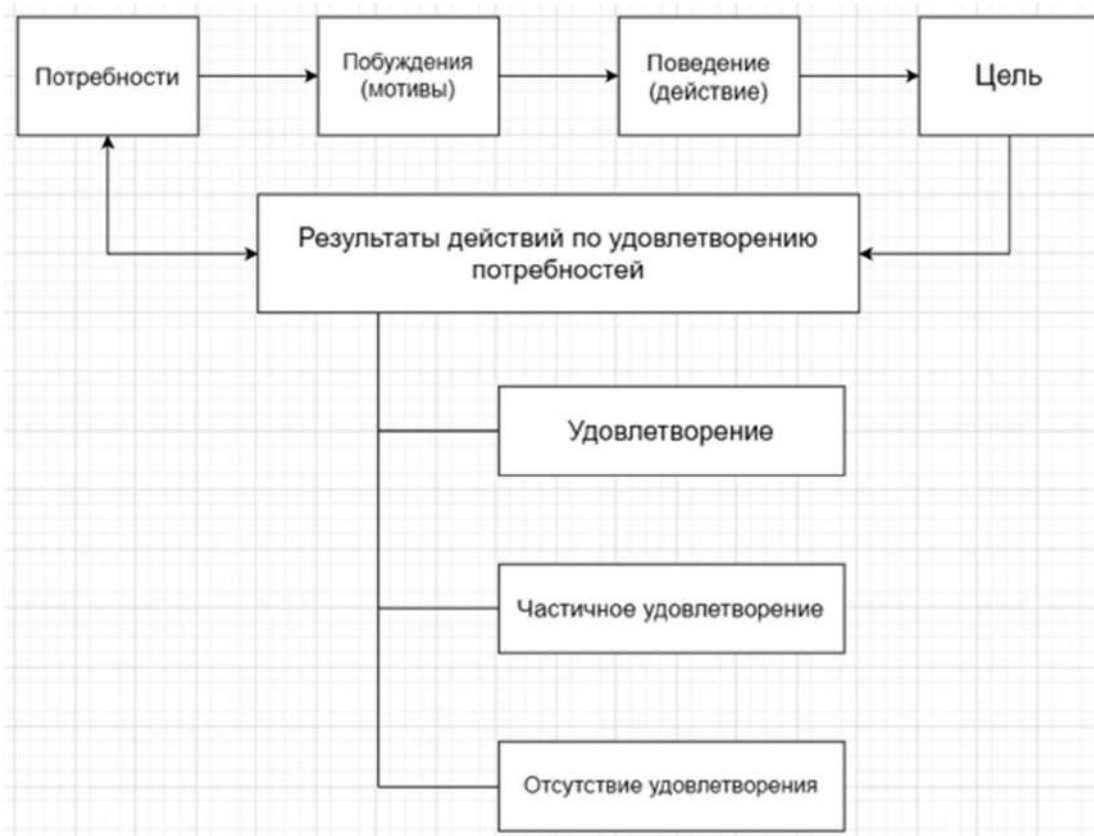 Потребности
Побуждения
(мотивы)
Поведение
(действие)
Цель
Результаты действий по удовлетворению
потребностей
Удовлетворение
Частичное удовлетворение
Отсутствие удовлетворения